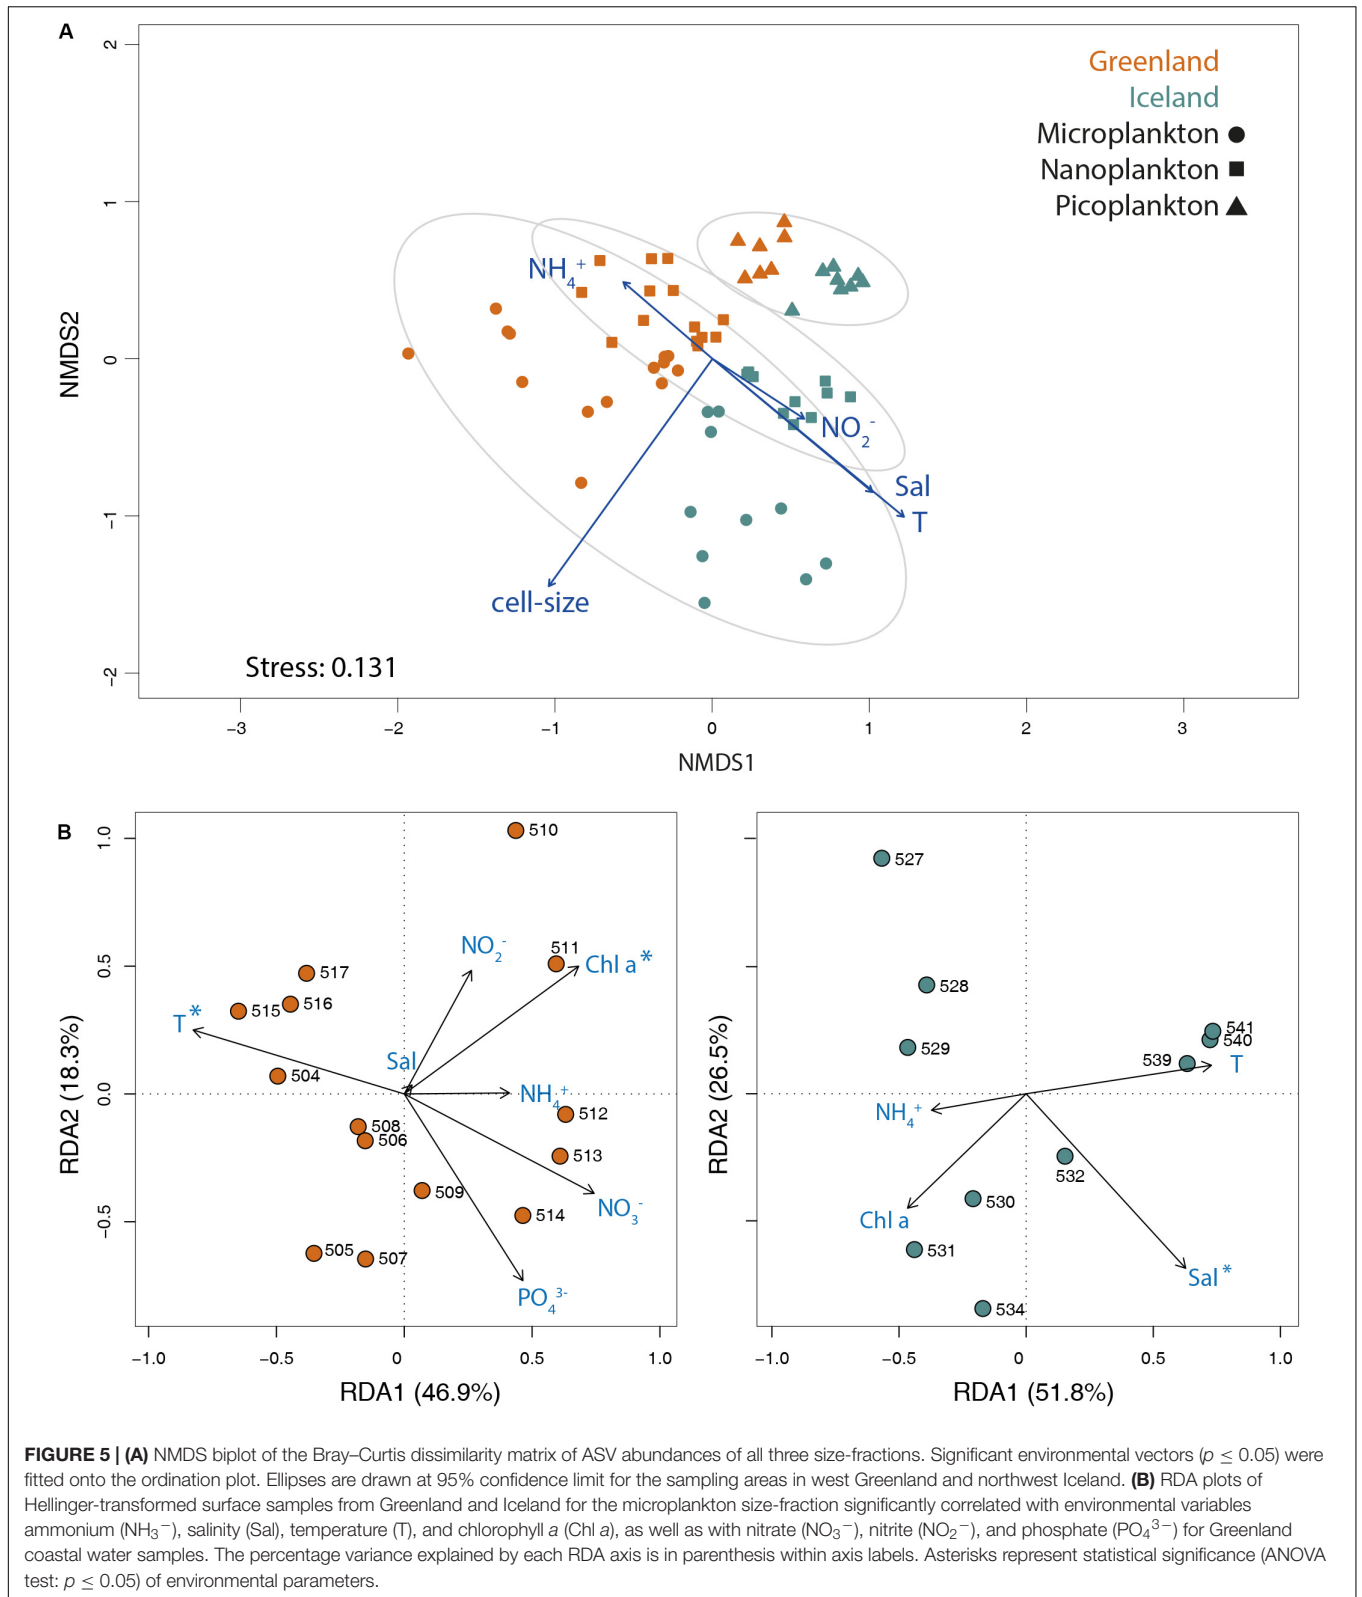 A
Greenland
Iceland
Microplankton
Nanoplankton
Picoplankton
2
1
0
−1
−2
NMDS2
NH₄⁺
NO₂⁻
Sal
T
cell-size
Stress: 0.131
−3 −2 −1 0 1 2 3
NMDS1
B
1.0
0.5
0.0
−0.5
RDA2 (18.3%)
510
NO₂⁻
511
Chl a*
517
516
515
T*
Sal
504
NH₄⁺
512
508
506
513
509
NO₃⁻
514
505
507
PO₄³⁻
−1.0 −0.5 0 0.5 1.0
RDA1 (46.9%)
RDA2 (26.5%)
527
528
529
541
540
539
T
NH₄⁺
532
530
Chl a
531
Sal*
534
−1.0 −0.5 0 0.5 1.0
RDA1 (51.8%)
FIGURE 5 | (A) NMDS biplot of the Bray–Curtis dissimilarity matrix of ASV abundances of all three size-fractions. Significant environmental vectors (p ≤ 0.05) were
fitted onto the ordination plot. Ellipses are drawn at 95% confidence limit for the sampling areas in west Greenland and northwest Iceland. (B) RDA plots of
Hellinger-transformed surface samples from Greenland and Iceland for the microplankton size-fraction significantly correlated with environmental variables
ammonium (NH₃⁻), salinity (Sal), temperature (T), and chlorophyll a (Chl a), as well as with nitrate (NO₃⁻), nitrite (NO₂⁻), and phosphate (PO₄³⁻) for Greenland
coastal water samples. The percentage variance explained by each RDA axis is in parenthesis within axis labels. Asterisks represent statistical significance (ANOVA
test: p ≤ 0.05) of environmental parameters.